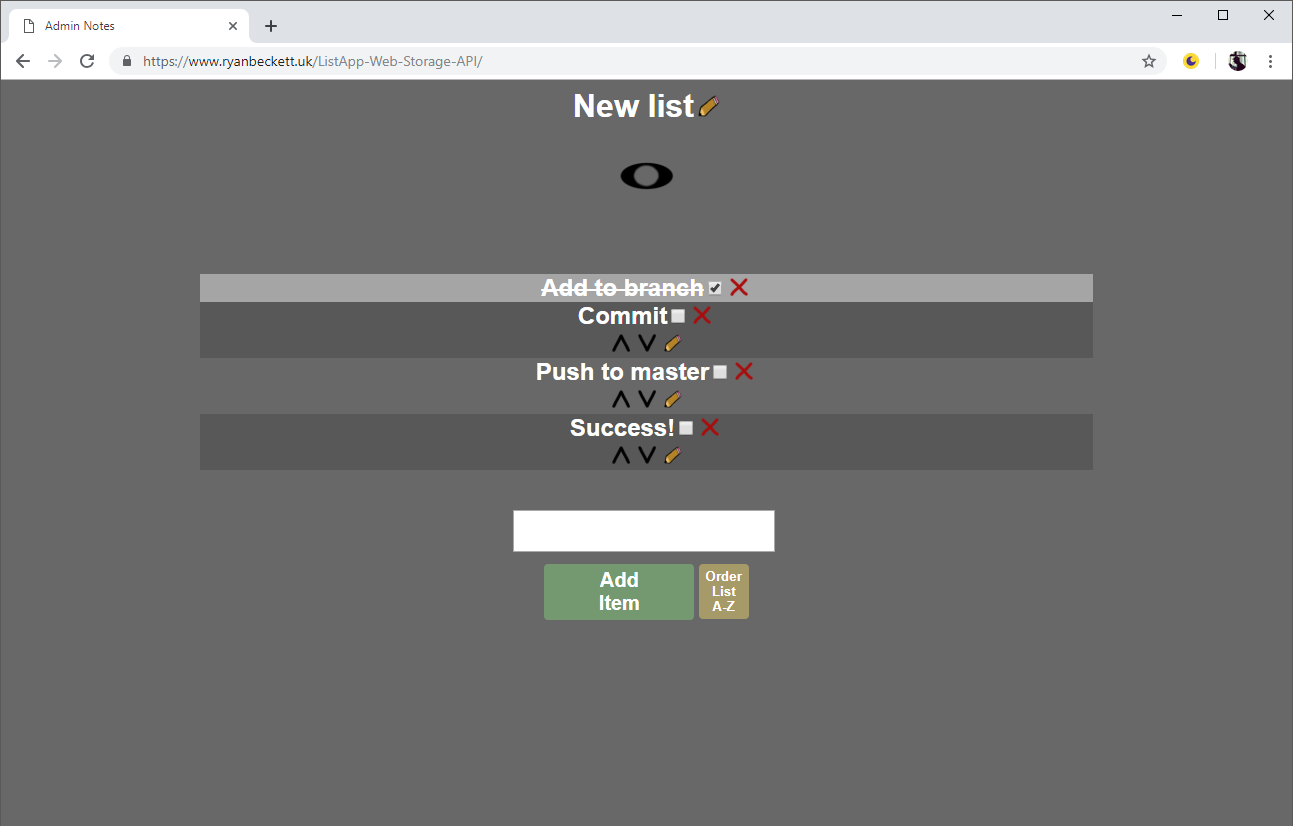 Admin Notes
https://www.ryanbeckett.uk/ListApp-Web-Storage-API/
New list
Add to branch
Commit
Push to master
Success!
Add
Item
Order
List
A-Z